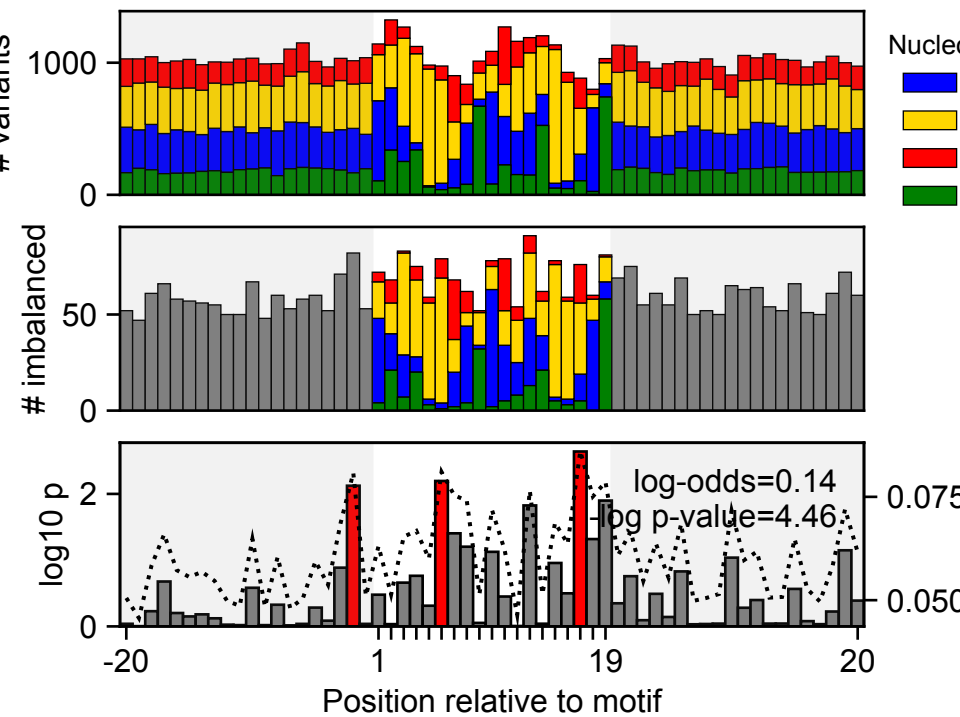 # variants
1000
0
Nucleo
# imbalanced
50
0
log10 p
2
0
log-odds=0.14
-log p-value=4.46
0.075
0.050
-20
1
19
20
Position relative to motif